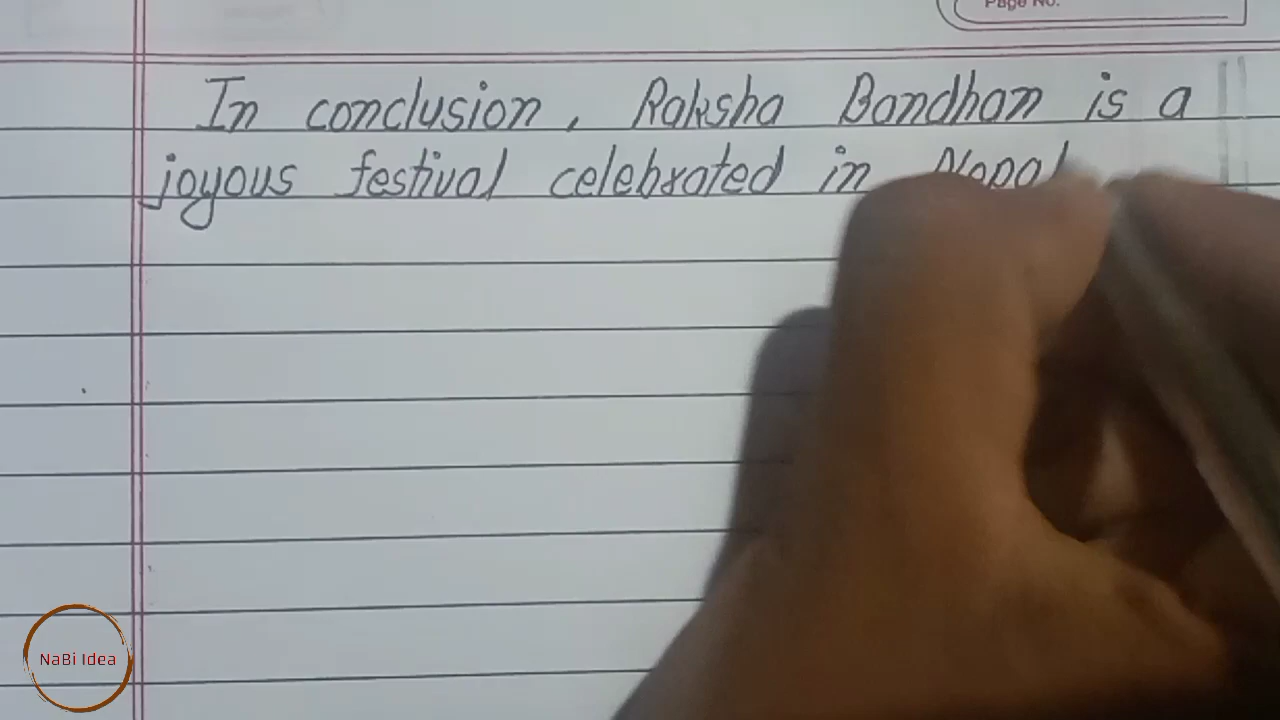 Page No.
In conclusion, Raksha Bandhan is a
joyous festival celebrated in Nepal
NaBi Idea